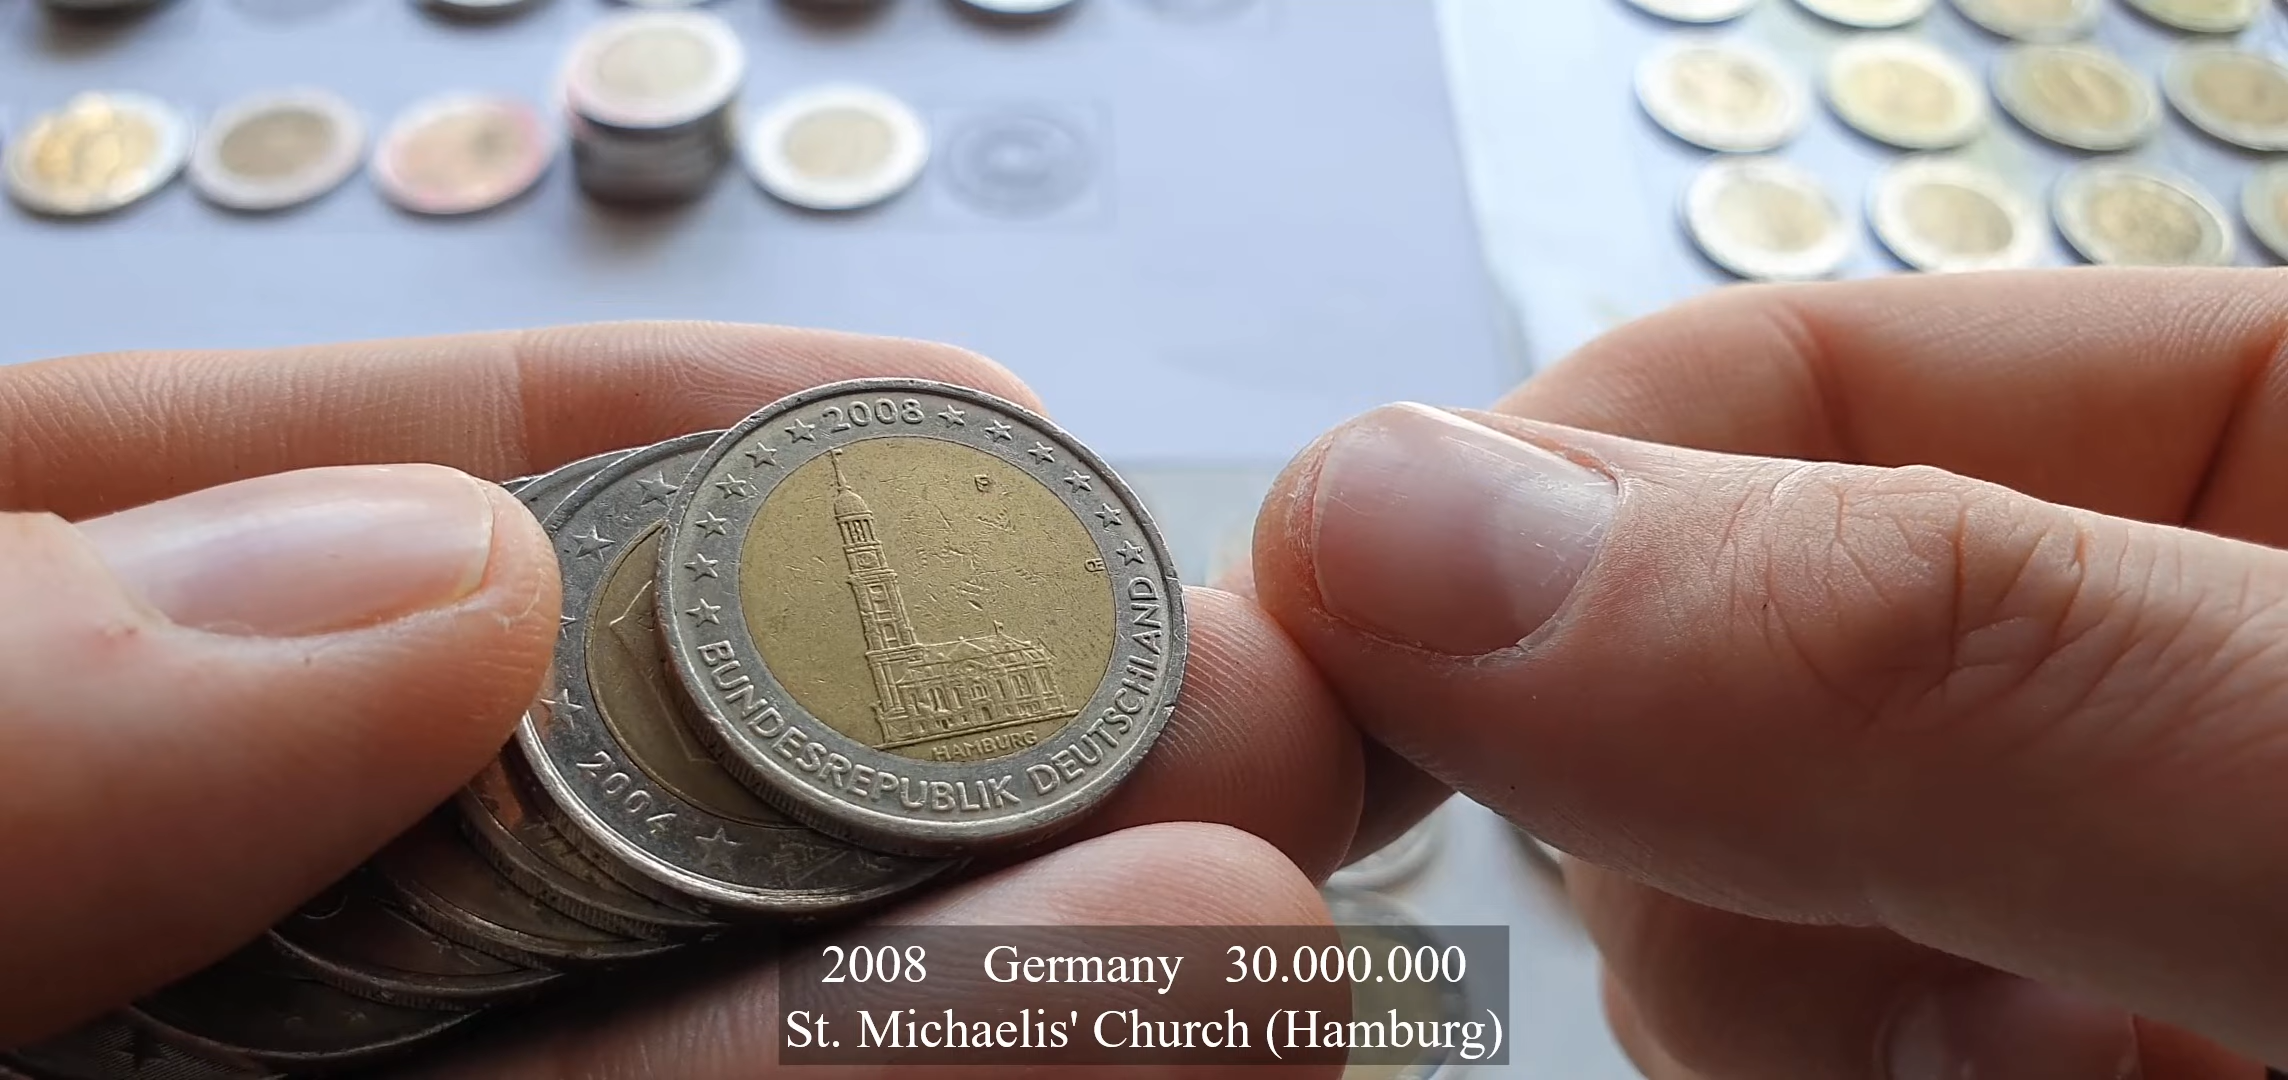 2008
BUNDESREPUBLIK DEUTSCHLAND
HAMBURG
2004
2008 Germany 30.000.000
St. Michaelis' Church (Hamburg)